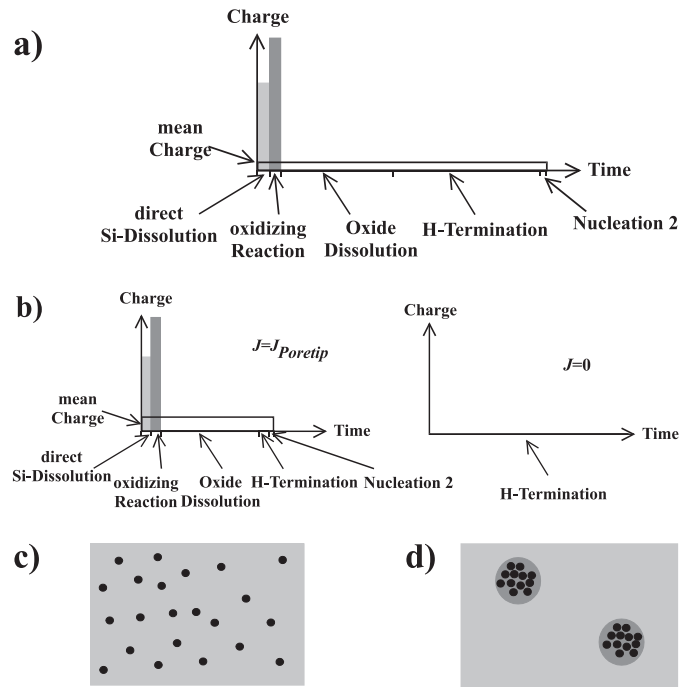 a)
Charge
mean
Charge
Time
direct
Si-Dissolution
oxidizing
Reaction
Oxide
Dissolution
H-Termination
Nucleation 2
b)
Charge
J=JPoretip
mean
Charge
Time
direct
Si-Dissolution
oxidizing
Reaction
Oxide
Dissolution
H-Termination
Nucleation 2
Charge
J=0
Time
H-Termination
c)
d)